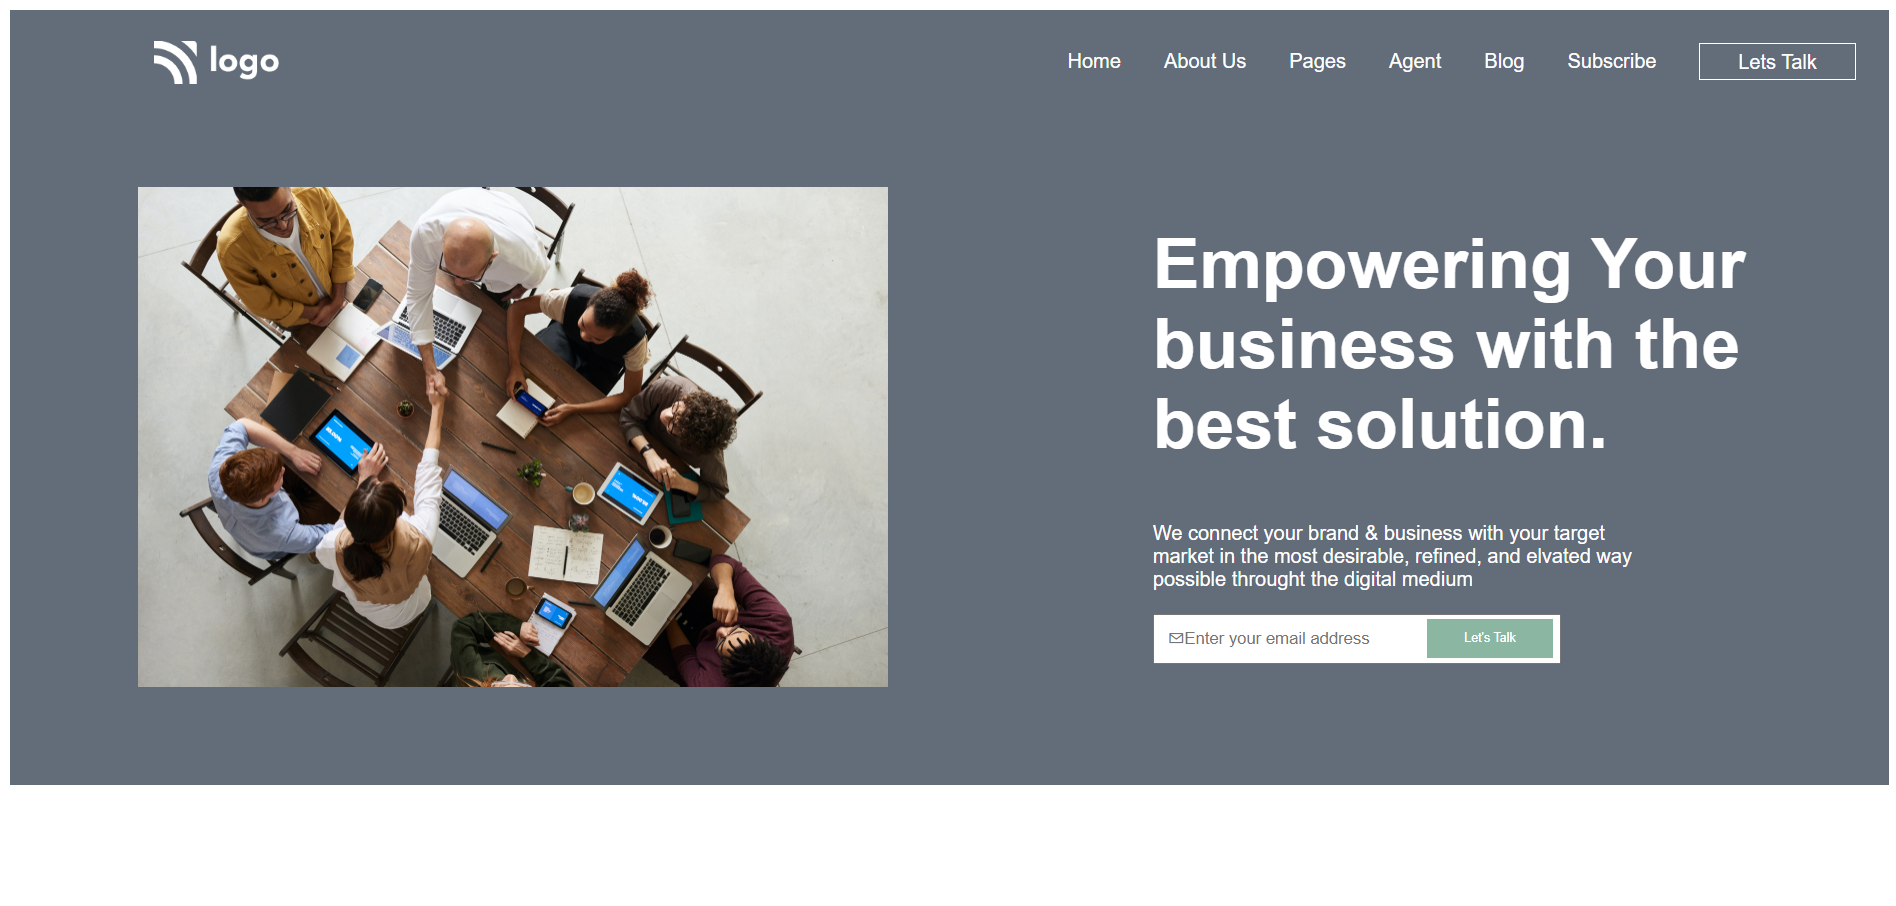 logo
Home About Us Pages Agent Blog Subscribe Lets Talk
Empowering Your
business with the
best solution.
We connect your brand & business with your target
market in the most desirable, refined, and elvated way
possible throught the digital medium
Enter your email address Let's Talk